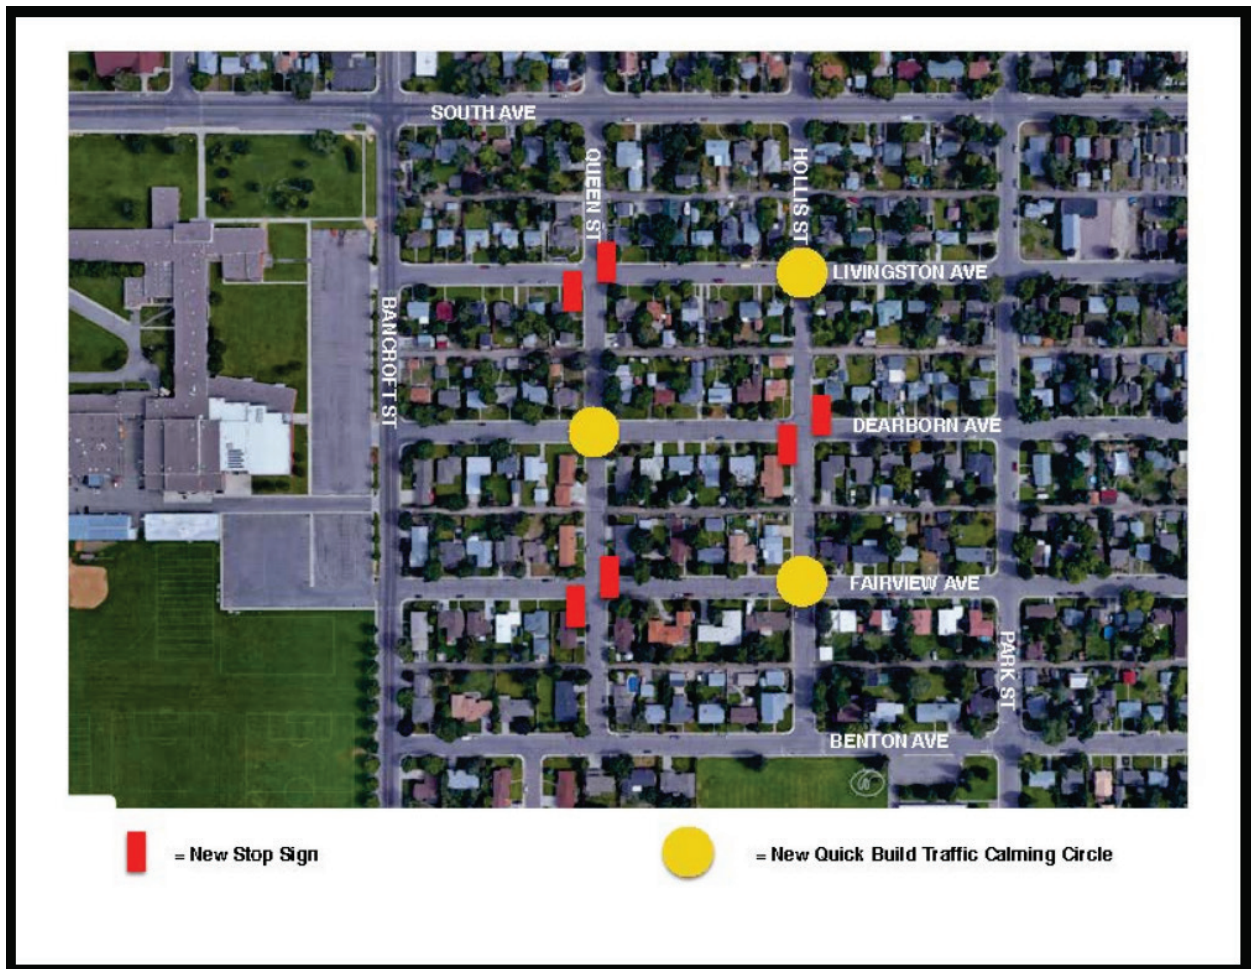 SOUTH AVE
QUEEN ST
HOLLIS ST
LIVINGSTON AVE
BANCROFT ST
DEARBORN AVE
FAIRVIEW AVE
PARK ST
BENTON AVE
= New Stop Sign
= New Quick Build Traffic Calming Circle